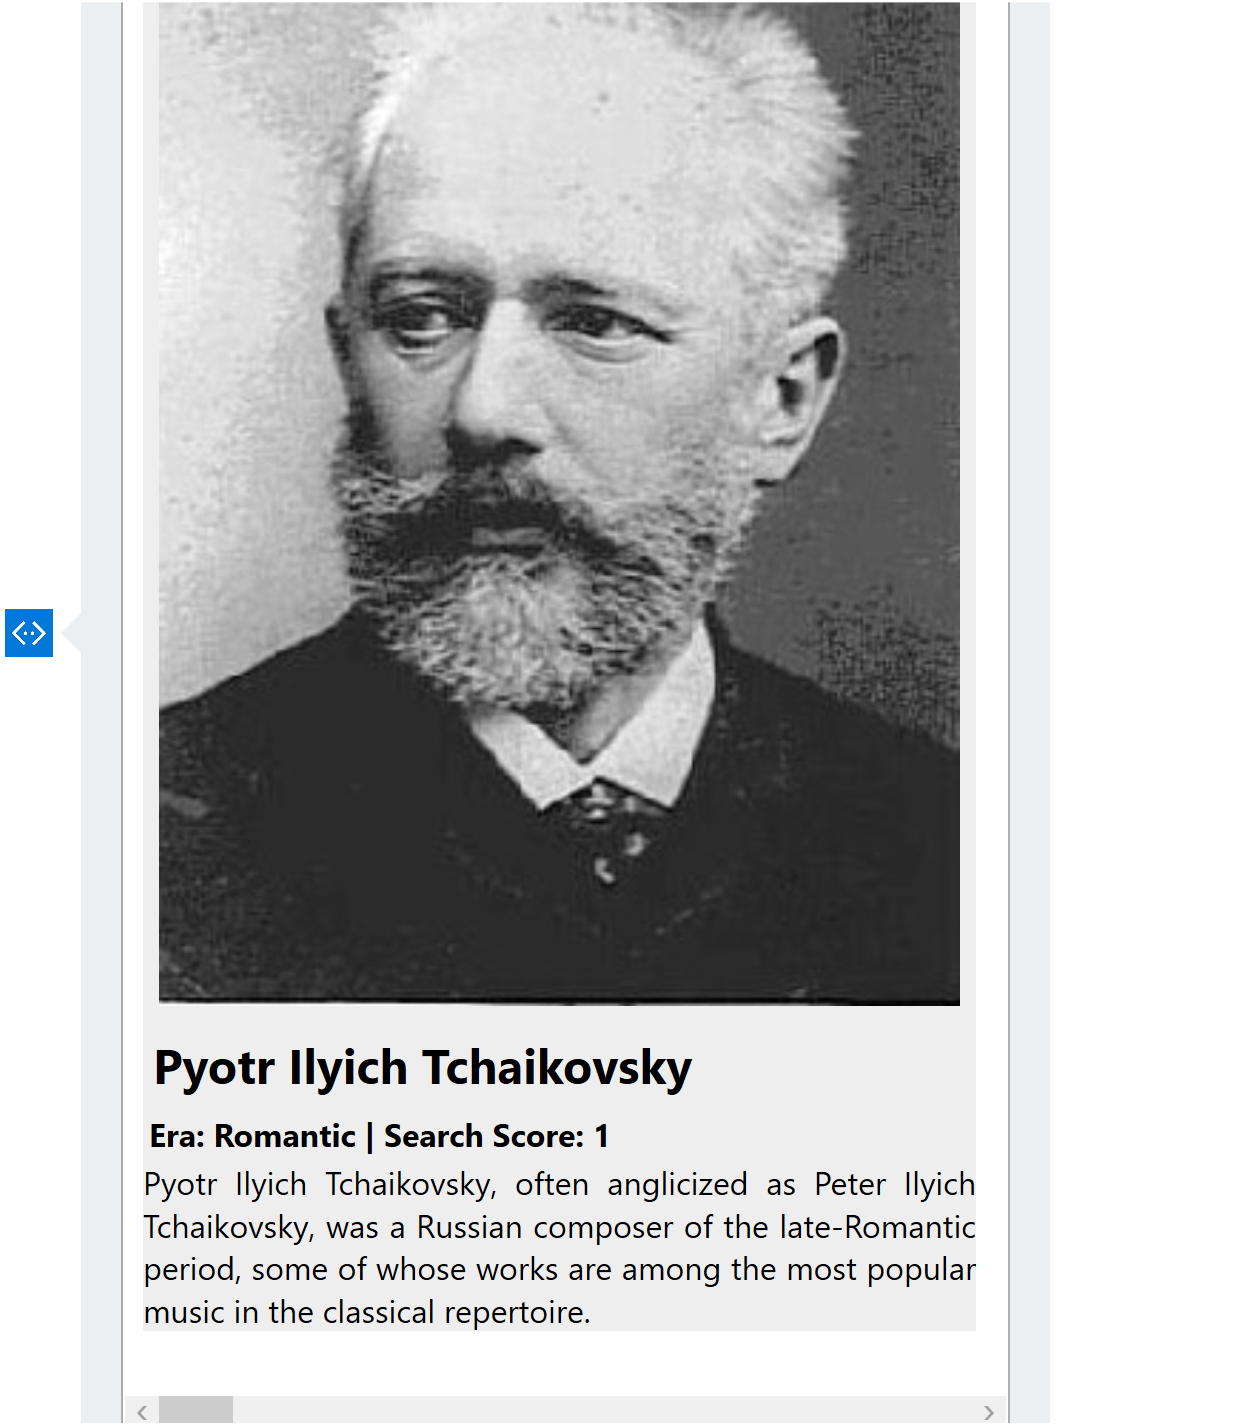 Pyotr Ilyich Tchaikovsky
Era: Romantic | Search Score: 1
Pyotr Ilyich Tchaikovsky, often anglicized as Peter Ilyich
Tchaikovsky, was a Russian composer of the late-Romantic
period, some of whose works are among the most popular
music in the classical repertoire.